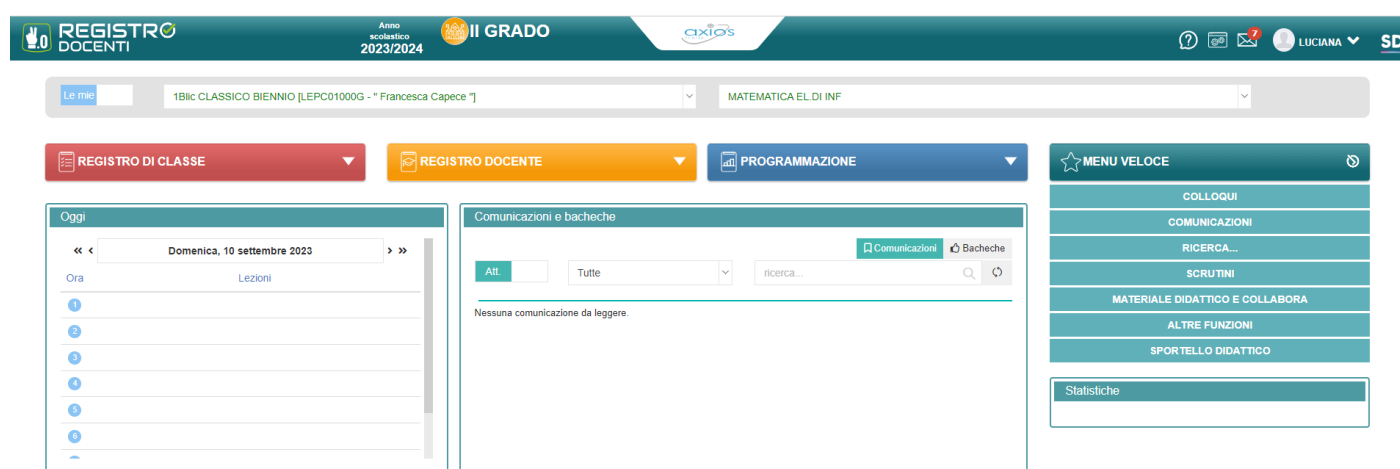 .0 REGISTRO
DOCENTI
Anno
scolastico
2023/2024
II GRADO
axios
7
LUCIANA
SD
Le mie
1Blic CLASSICO BIENNIO [LEPC01000G - " Francesca Capece "]
MATEMATICA EL.DI INF
REGISTRO DI CLASSE
REGISTRO DOCENTE
PROGRAMMAZIONE
MENU VELOCE
COLLOQUI
COMUNICAZIONI
RICERCA...
SCRUTINI
MATERIALE DIDATTICO E COLLABORA
ALTRE FUNZIONI
SPORTELLO DIDATTICO
Statistiche
Oggi
Domenica, 10 settembre 2023
Ora Lezioni
1
2
3
4
5
6
Comunicazioni e bacheche
Comunicazioni Bacheche
Att. Tutte ricerca...
Nessuna comunicazione da leggere.